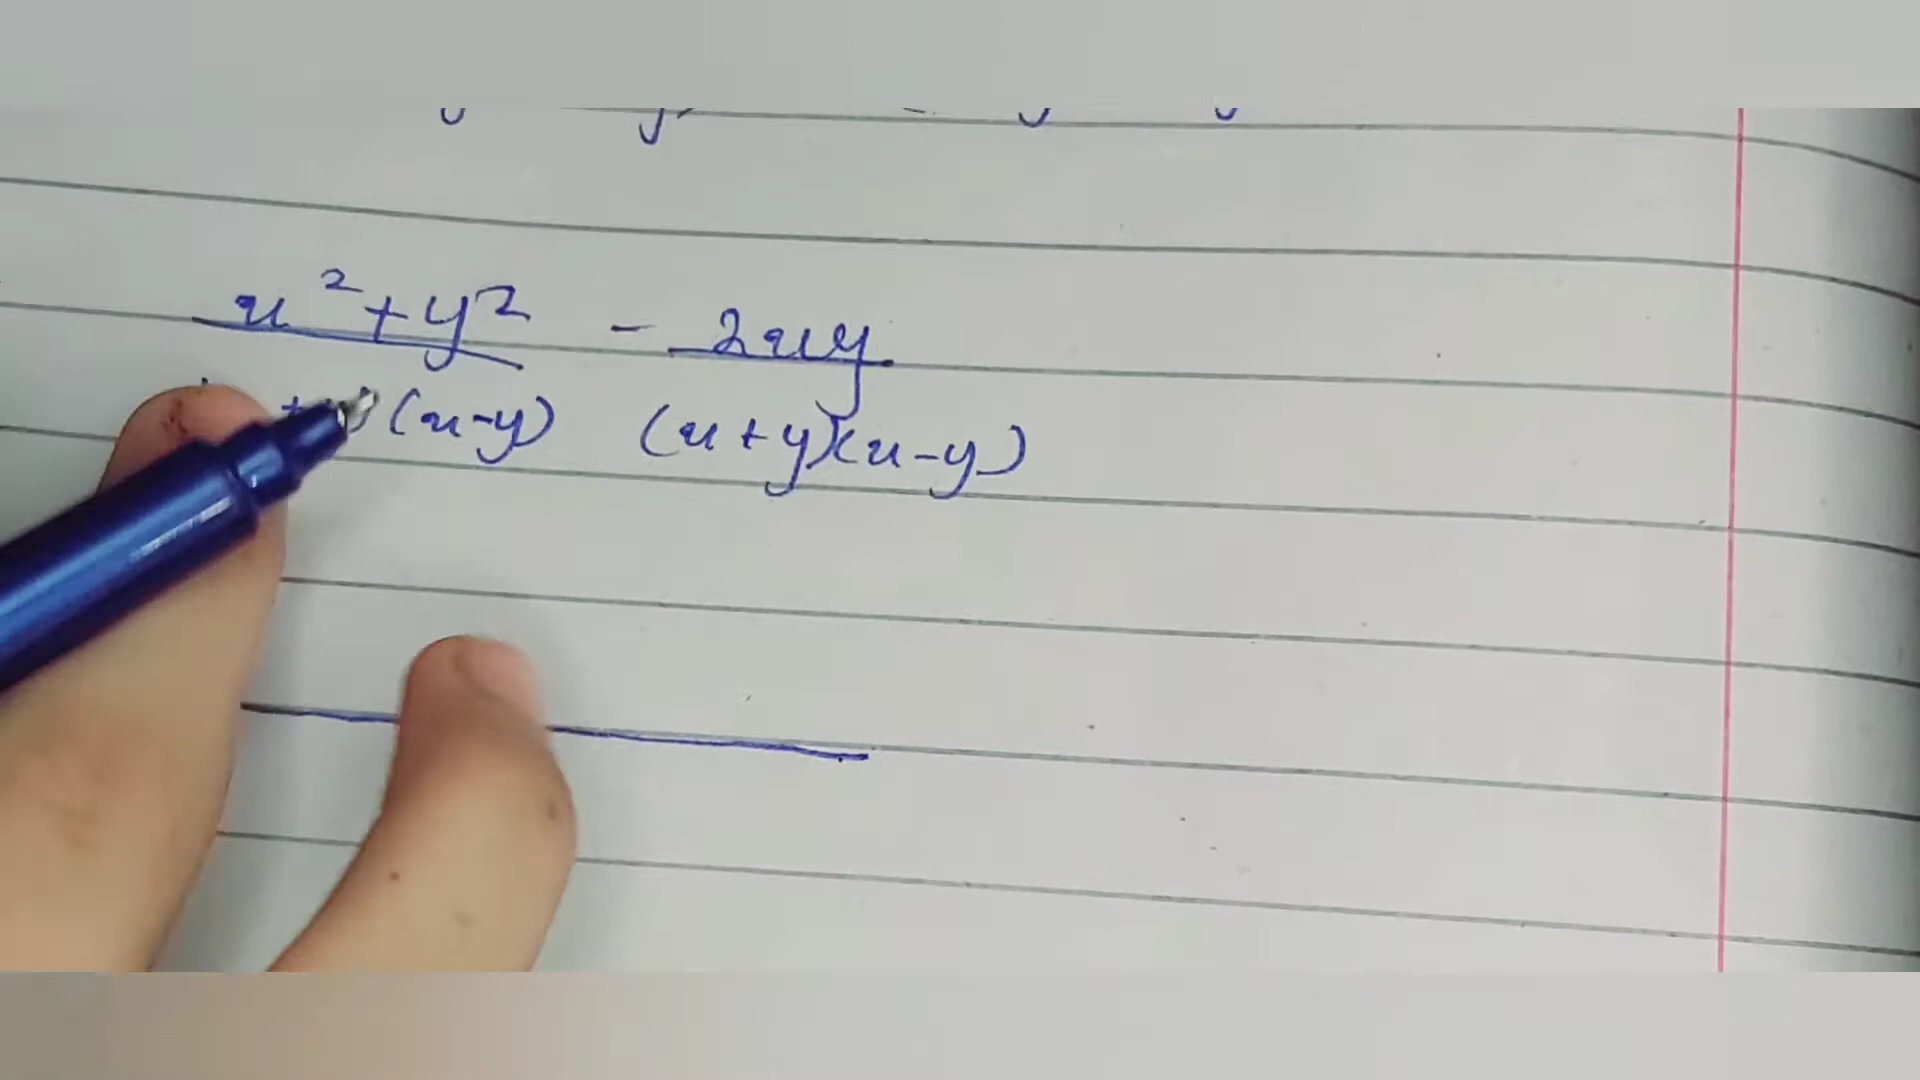 x² + y² - 2xy
(x-y) (x+y)(x-y)